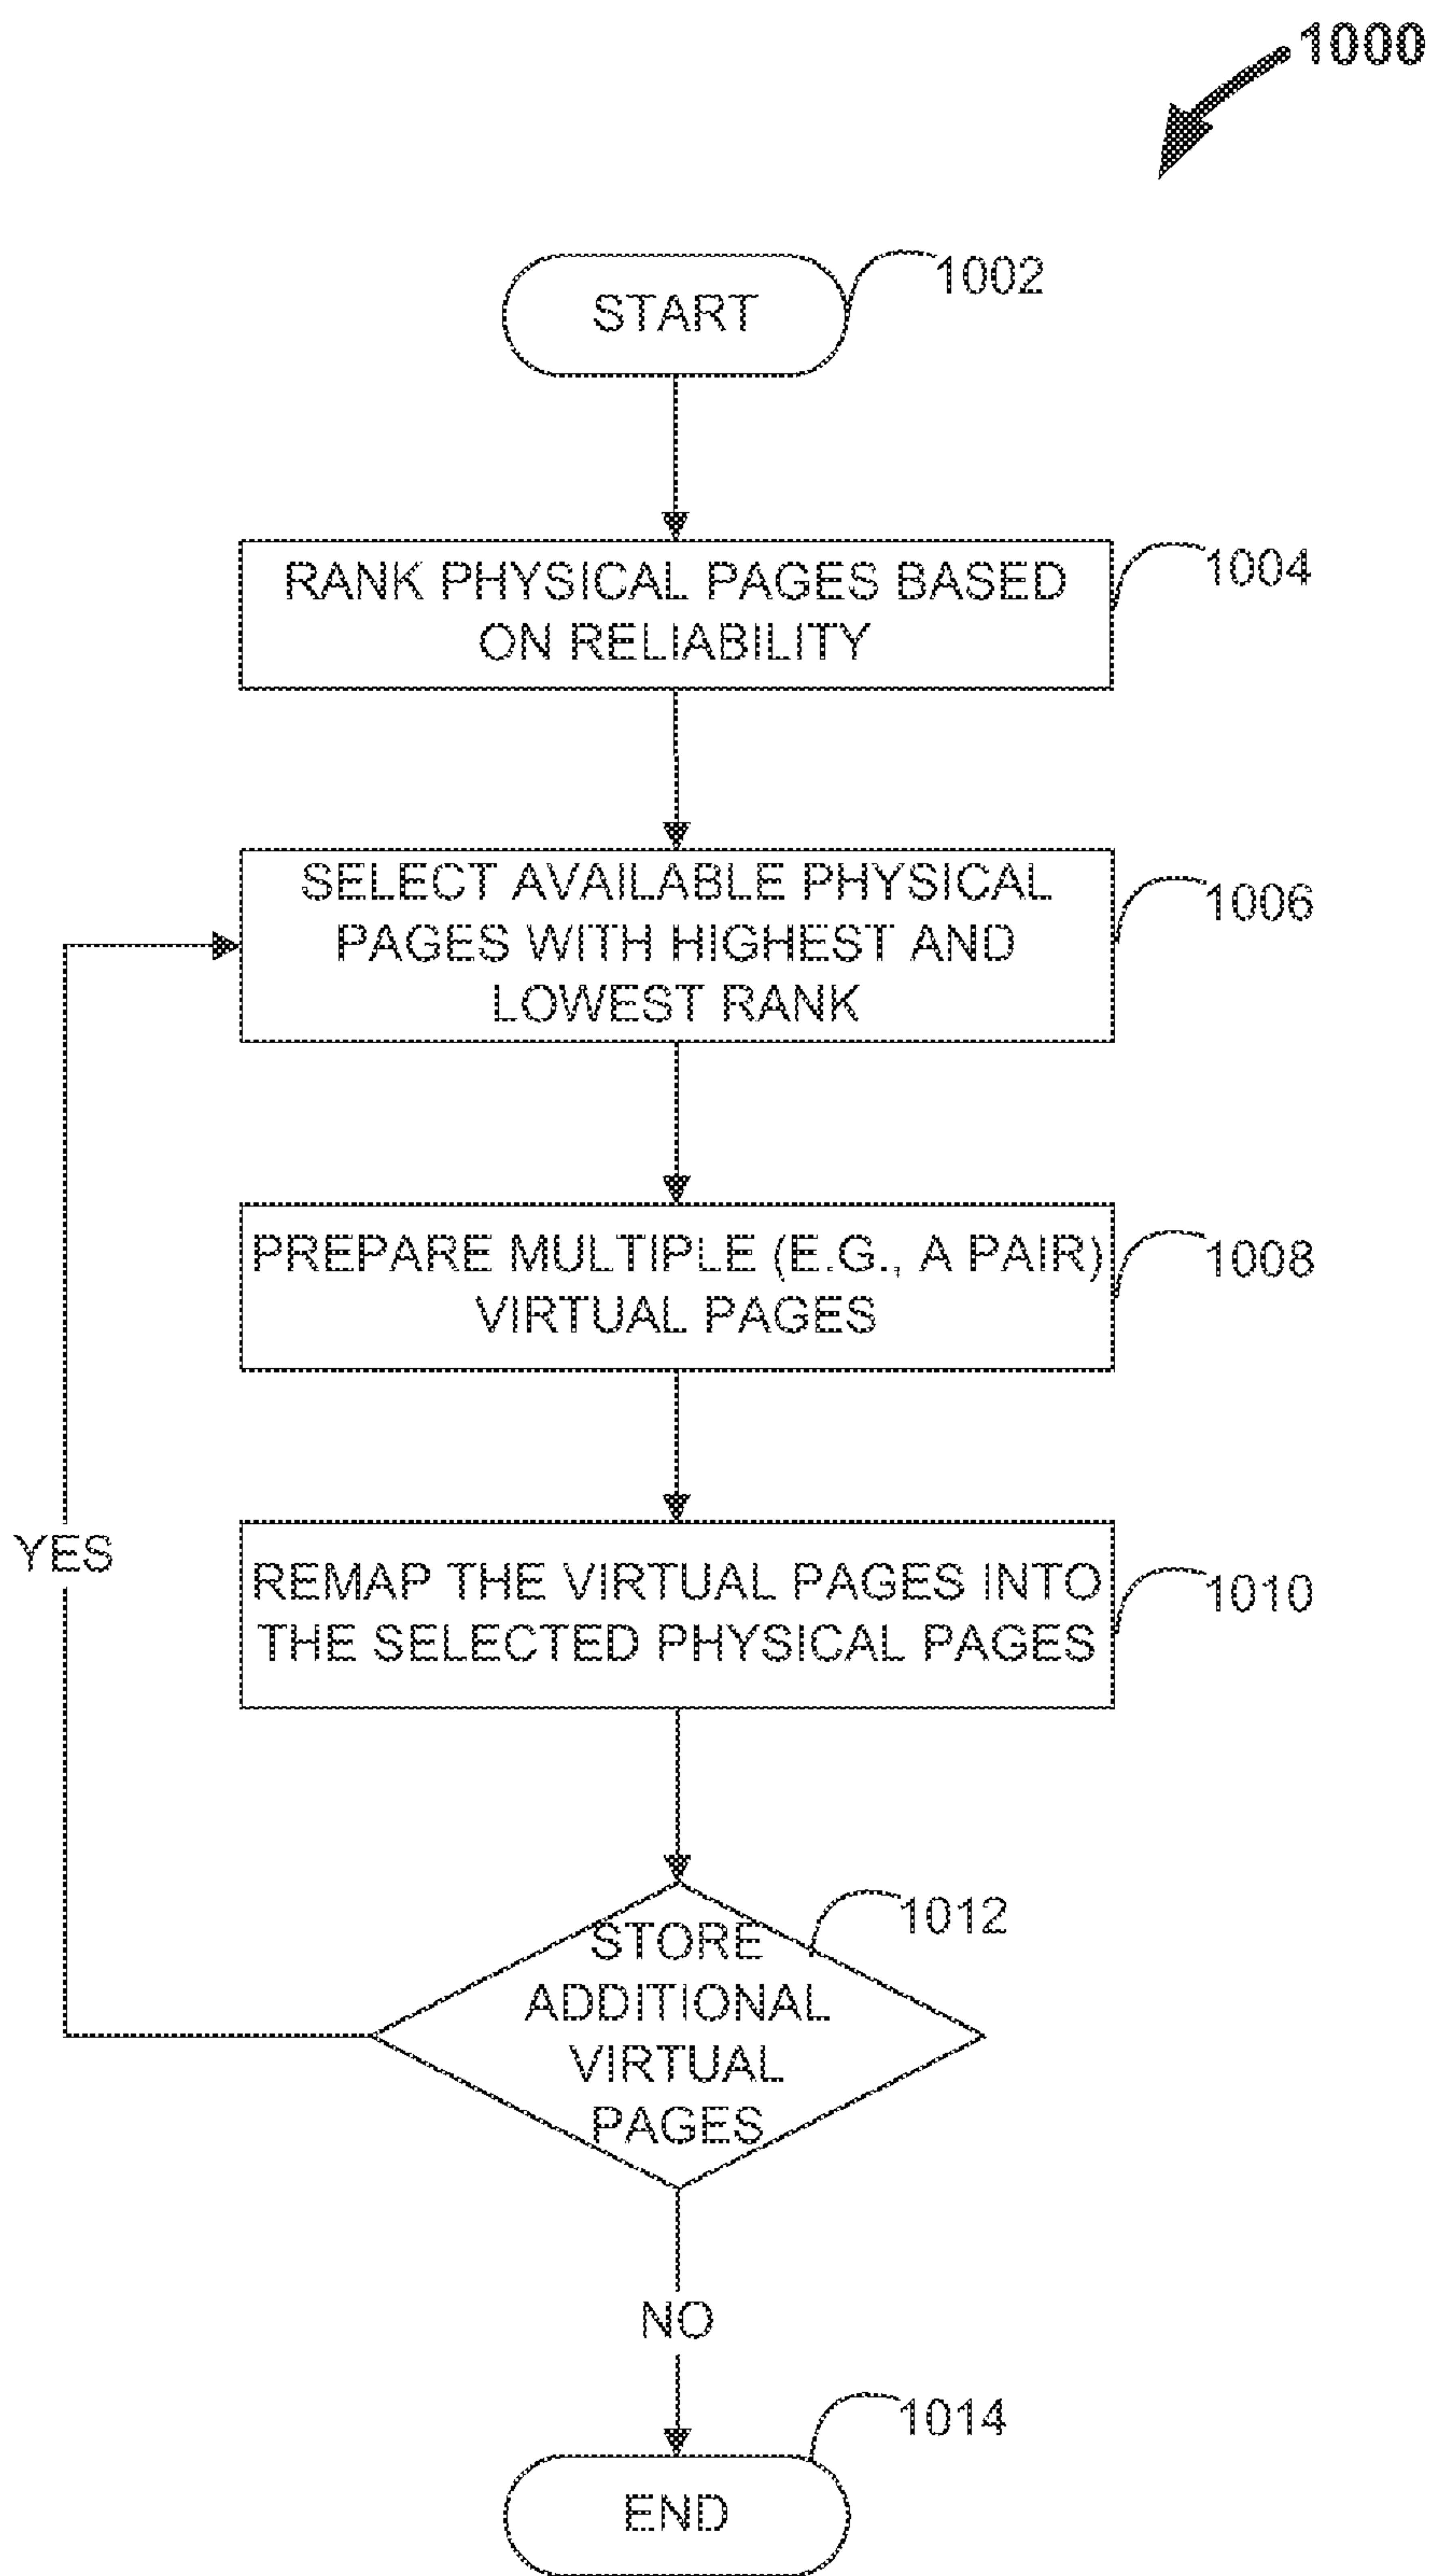 1000
START
1002
RANK PHYSICAL PAGES BASED
ON RELIABILITY
1004
SELECT AVAILABLE PHYSICAL
PAGES WITH HIGHEST AND
LOWEST RANK
1006
PREPARE MULTIPLE (E.G., A PAIR)
VIRTUAL PAGES
1008
YES
REMAP THE VIRTUAL PAGES INTO
THE SELECTED PHYSICAL PAGES
1010
STORE
ADDITIONAL
VIRTUAL
PAGES
1012
NO
1014
END